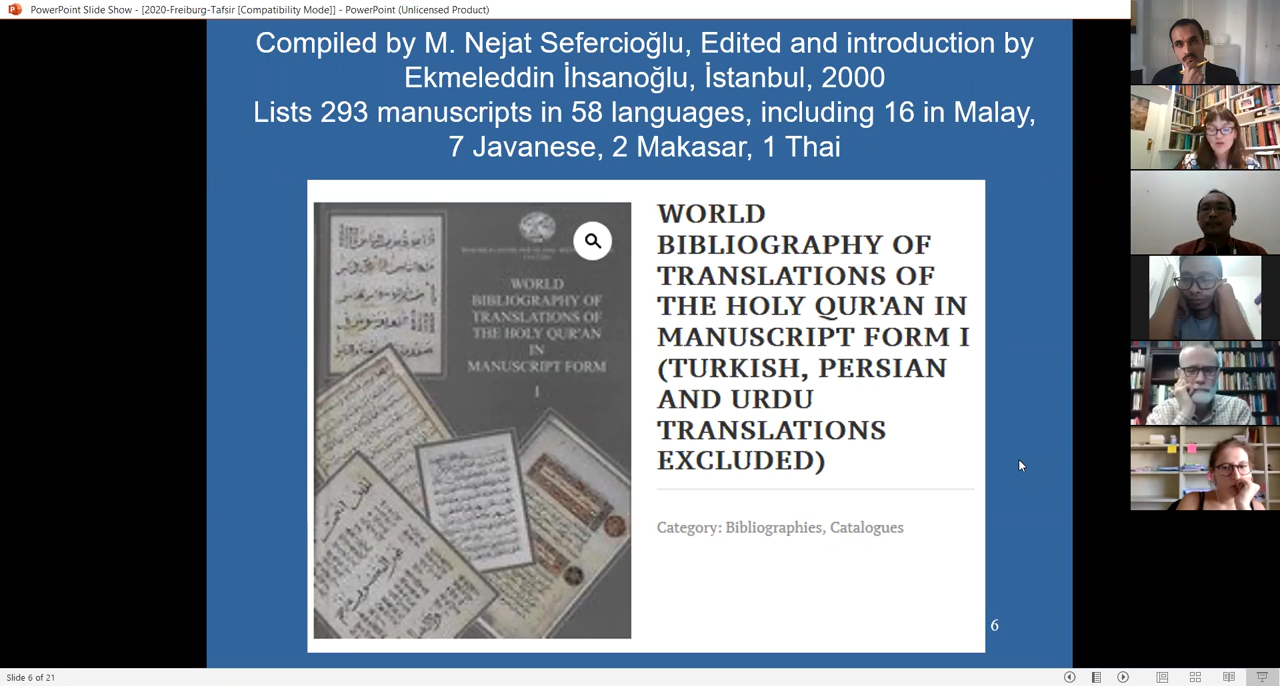 PowerPoint Slide Show - [2020-Freiburg-Tafsir [Compatibility Mode]] - PowerPoint (Unlicensed Product)
Compiled by M. Nejat Sefercioğlu, Edited and introduction by
Ekmeleddin İhsanoğlu, İstanbul, 2000
Lists 293 manuscripts in 58 languages, including 16 in Malay,
7 Javanese, 2 Makasar, 1 Thai
WORLD
BIBLIOGRAPHY OF
TRANSLATIONS OF
THE HOLY QUR'AN
IN
MANUSCRIPT FORM
I
WORLD
BIBLIOGRAPHY OF
TRANSLATIONS OF
THE HOLY QUR'AN IN
MANUSCRIPT FORM I
(TURKISH, PERSIAN
AND URDU
TRANSLATIONS
EXCLUDED)
Category: Bibliographies, Catalogues
6
Slide 6 of 21